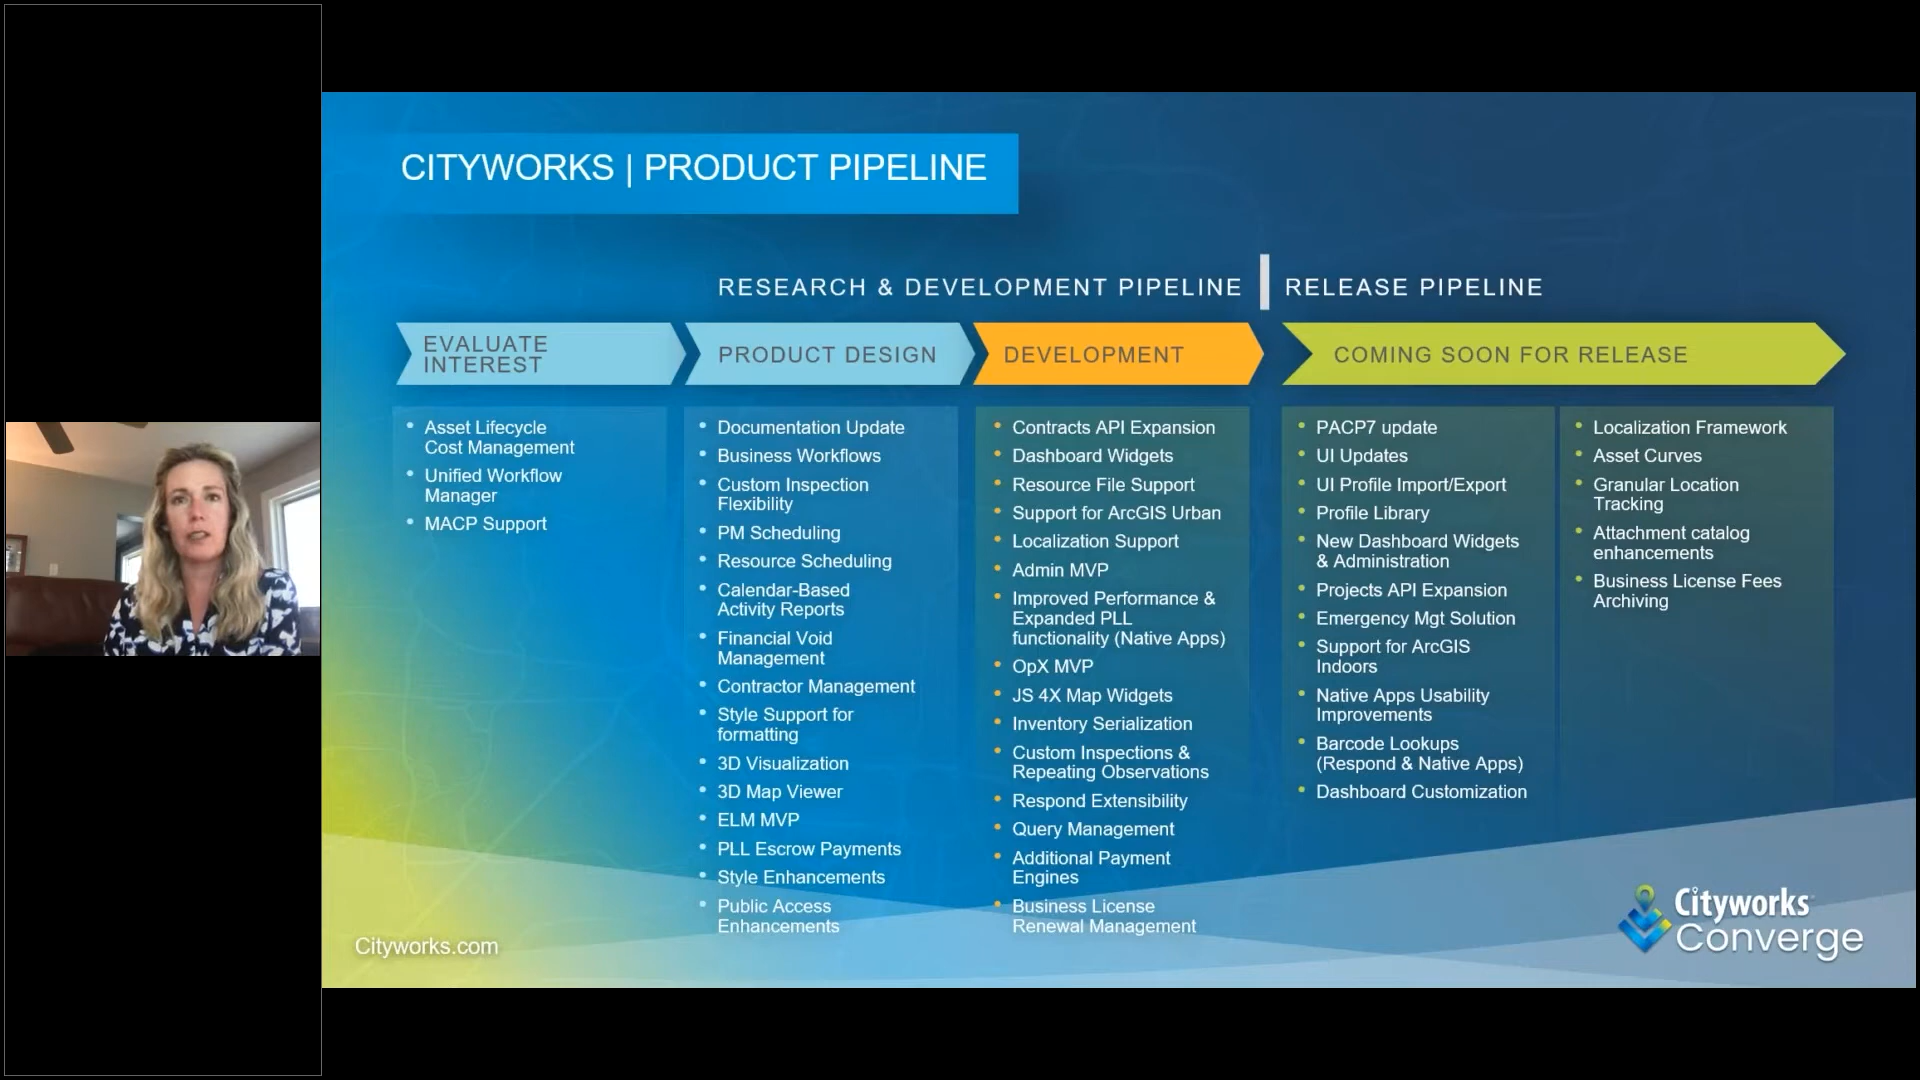 CITYWORKS | PRODUCT PIPELINE
RESEARCH & DEVELOPMENT PIPELINE
RELEASE PIPELINE
EVALUATE
INTEREST
PRODUCT DESIGN
DEVELOPMENT
COMING SOON FOR RELEASE
• Asset Lifecycle
Cost Management
• Unified Workflow
Manager
• MACP Support
• Documentation Update
• Business Workflows
• Custom Inspection
Flexibility
• PM Scheduling
• Resource Scheduling
• Calendar-Based
Activity Reports
• Financial Void
Management
• Contractor Management
• Style Support for
formatting
• 3D Visualization
• 3D Map Viewer
• ELM MVP
• PLL Escrow Payments
• Style Enhancements
• Public Access
Enhancements
• Contracts API Expansion
• Dashboard Widgets
• Resource File Support
• Support for ArcGIS Urban
• Localization Support
• Admin MVP
• Improved Performance &
Expanded PLL
functionality (Native Apps)
• OpX MVP
• JS 4X Map Widgets
• Inventory Serialization
• Custom Inspections &
Repeating Observations
• Respond Extensibility
• Query Management
• Additional Payment
Engines
• Business License
Renewal Management
• PACP7 update
• UI Updates
• UI Profile Import/Export
• Profile Library
• New Dashboard Widgets
& Administration
• Projects API Expansion
• Emergency Mgt Solution
• Support for ArcGIS
Indoors
• Native Apps Usability
Improvements
• Barcode Lookups
(Respond & Native Apps)
• Dashboard Customization
• Localization Framework
• Asset Curves
• Granular Location
Tracking
• Attachment catalog
enhancements
• Business License Fees
Archiving
Cityworks.com
Cityworks
Converge